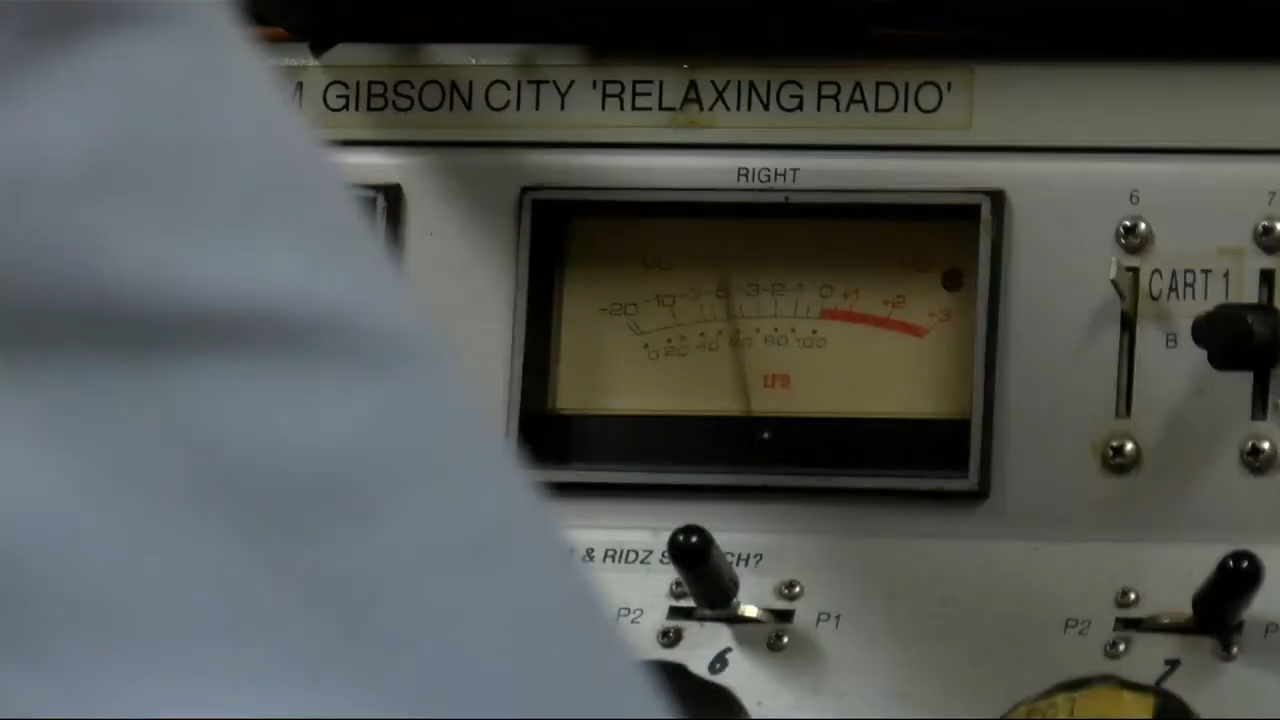 GIBSON CITY 'RELAXING RADIO'
RIGHT
6 7
-20 -10 -7 -5 -3 -2 -1 0 +1 +2 +3
0 20 40 60 80 100
CART 1
B
& RIDZ
P2 P1
P2
6 7